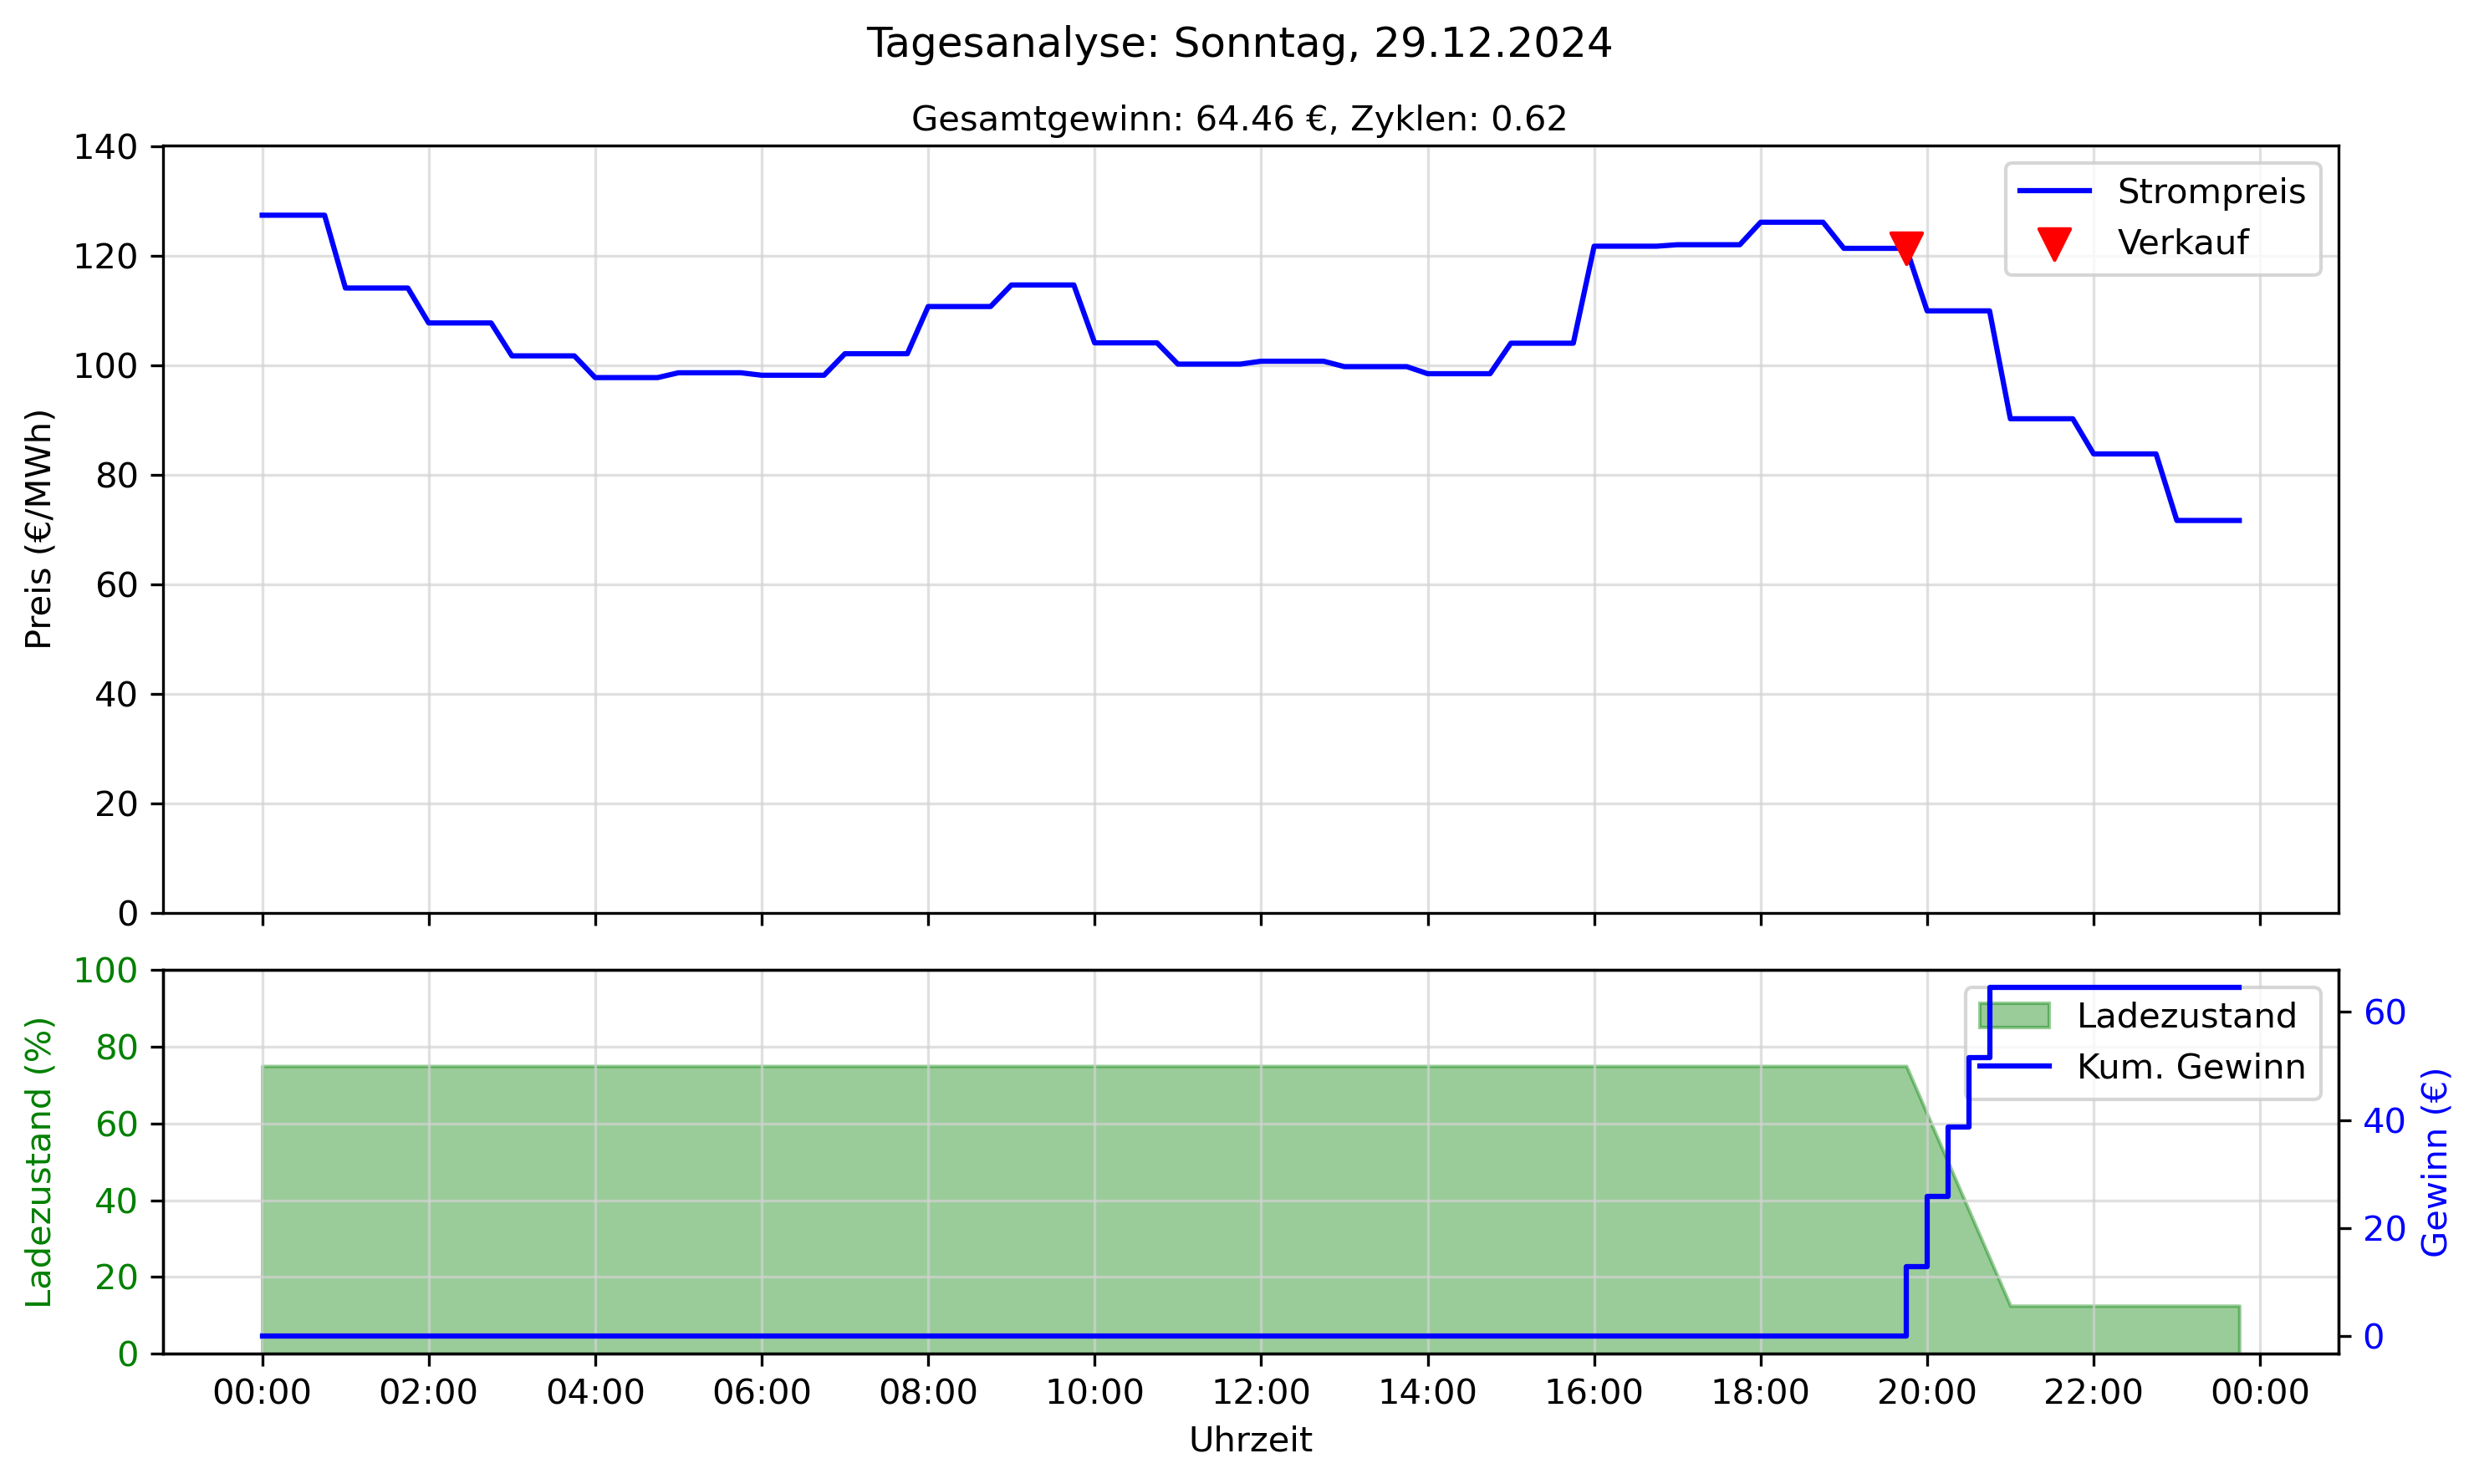 Tagesanalyse: Sonntag, 29.12.2024
Gesamtgewinn: 64.46 €, Zyklen: 0.62
140
120
100
80
60
40
20
0
Preis (€/MWh)
Strompreis
Verkauf
100
80
60
40
20
0
Ladezustand (%)
Ladezustand
Kum. Gewinn
60
40
20
0
Gewinn (€)
00:00 02:00 04:00 06:00 08:00 10:00 12:00 14:00 16:00 18:00 20:00 22:00 00:00
Uhrzeit